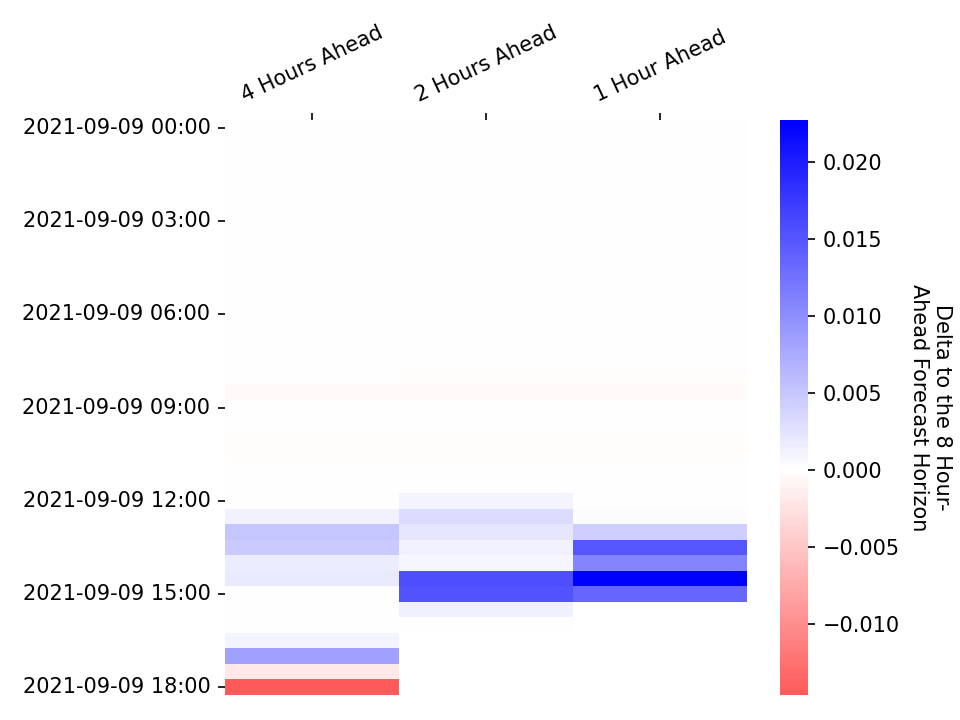 4 Hours Ahead
2 Hours Ahead
1 Hour Ahead
2021-09-09 00:00
2021-09-09 03:00
2021-09-09 06:00
2021-09-09 09:00
2021-09-09 12:00
2021-09-09 15:00
2021-09-09 18:00
0.020
0.015
0.010
0.005
0.000
−0.005
−0.010
Delta to the 8 Hour-
Ahead Forecast Horizon